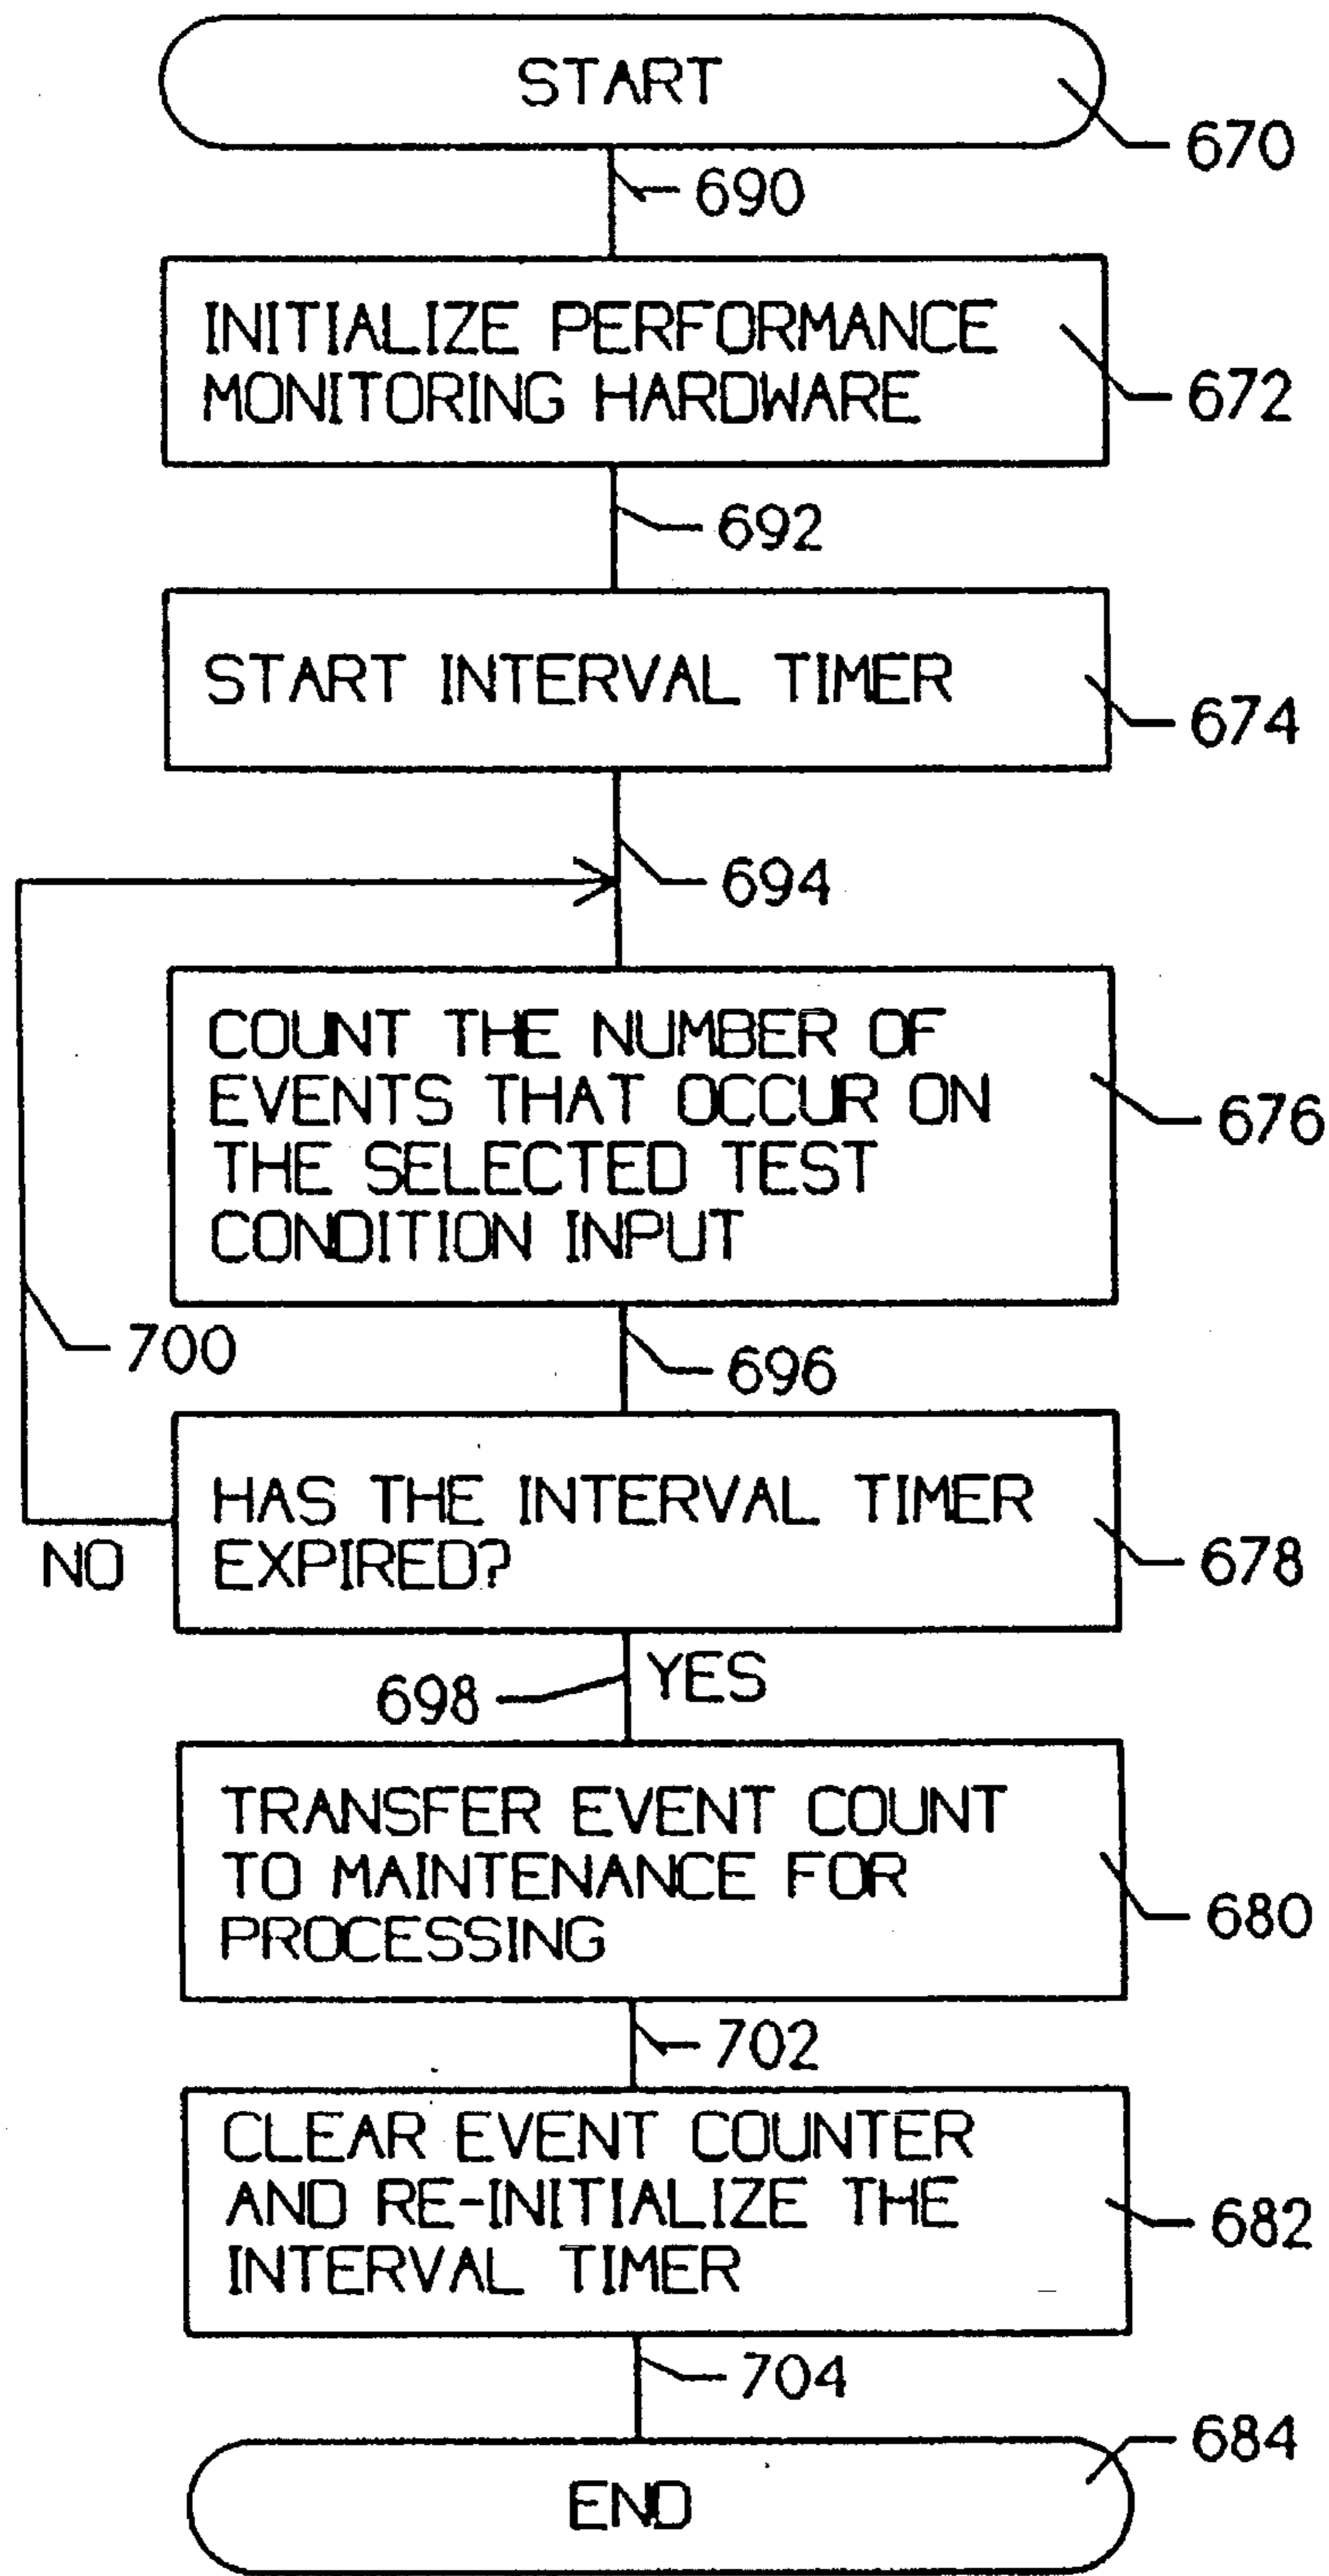 START
670
690
INITIALIZE PERFORMANCE
MONITORING HARDWARE
672
692
START INTERVAL TIMER
674
694
COUNT THE NUMBER OF
EVENTS THAT OCCUR ON
THE SELECTED TEST
CONDITION INPUT
676
700
696
HAS THE INTERVAL TIMER
EXPIRED?
678
NO
698
YES
TRANSFER EVENT COUNT
TO MAINTENANCE FOR
PROCESSING
680
702
CLEAR EVENT COUNTER
AND RE-INITIALIZE THE
INTERVAL TIMER
682
704
684
END